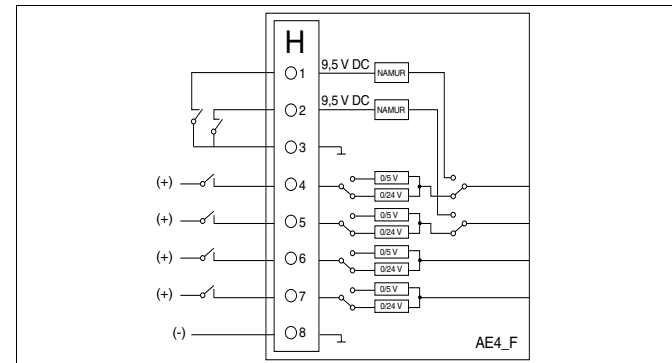 H
1 9,5 V DC NAMUR
2 9,5 V DC NAMUR
3
(+) 4 0/5 V
0/24 V
(+) 5 0/5 V
0/24 V
(+) 6 0/5 V
0/24 V
(+) 7 0/5 V
0/24 V
(-) 8
AE4_F